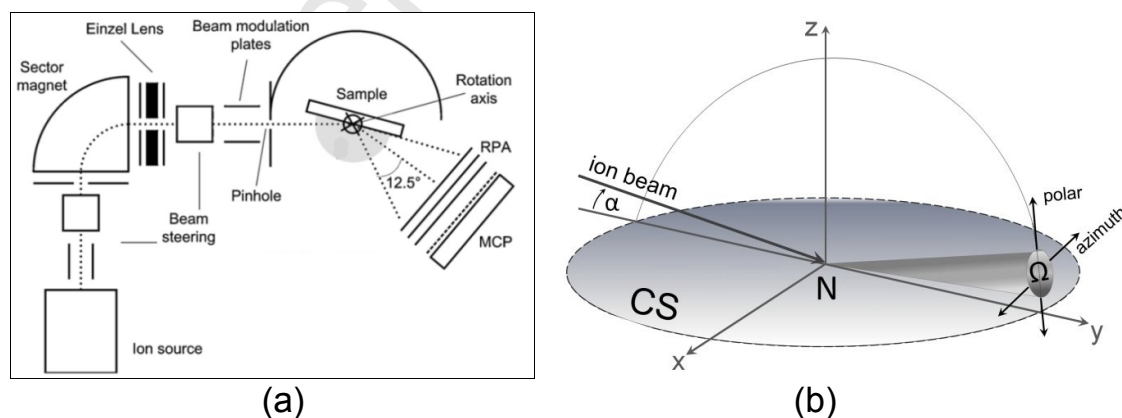 Einzel Lens
Beam modulation
plates
Sector
magnet
Sample
Rotation
axis
RPA
12.5°
Pinhole
Beam
steering
MCP
Ion source
(a)
z
ion beam
α
polar
azimuth
Ω
N
CS
y
x
(b)